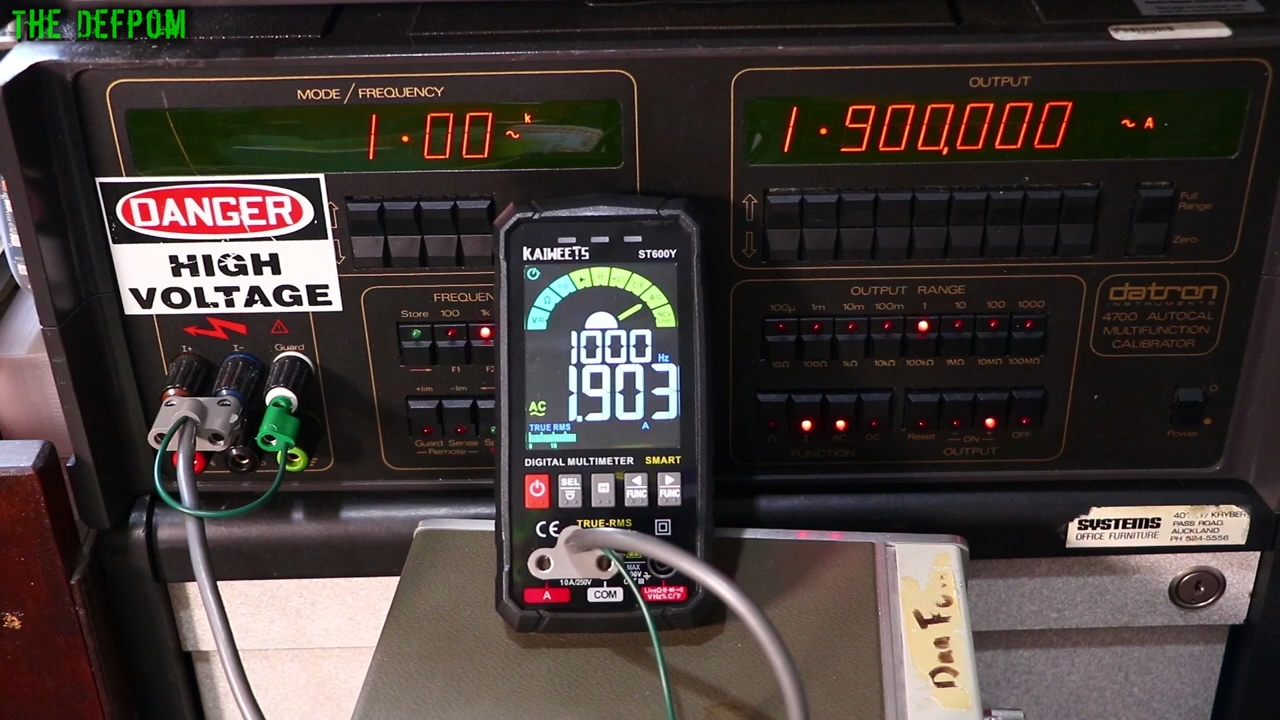 THE DEFPOM
MODE / FREQUENCY
1.00 ~ k
OUTPUT
1.900,000 ~ A
Full
Range
Zero
DANGER
HIGH
VOLTAGE
I+
I-
Guard
FREQUEN
Store 100 1k
F1 F2
+lim -lim
Guard Sense
Remote
OUTPUT RANGE
100µ 1m 10m 100m 1 10 100 1000
10Ω 100Ω 1kΩ 10kΩ 100kΩ 1MΩ 10MΩ 100MΩ
Ω I AC DC
FUNCTION
Reset ON OFF
OUTPUT
datron
INSTRUMENTS
4700 AUTOCAL
MULTIFUNCTION
CALIBRATOR
Power
KAIWEETS
ST600Y
1000 Hz
1.903 A
AC
TRUE RMS
DIGITAL MULTIMETER SMART
SEL
FUNC
FUNC
CE
TRUE-RMS
MAX
10A/250V
A
COM
SYSTEMS
OFFICE FURNITURE
KHYBER
PASS ROAD.
AUCKLAND.
PH 524-5556
Dan